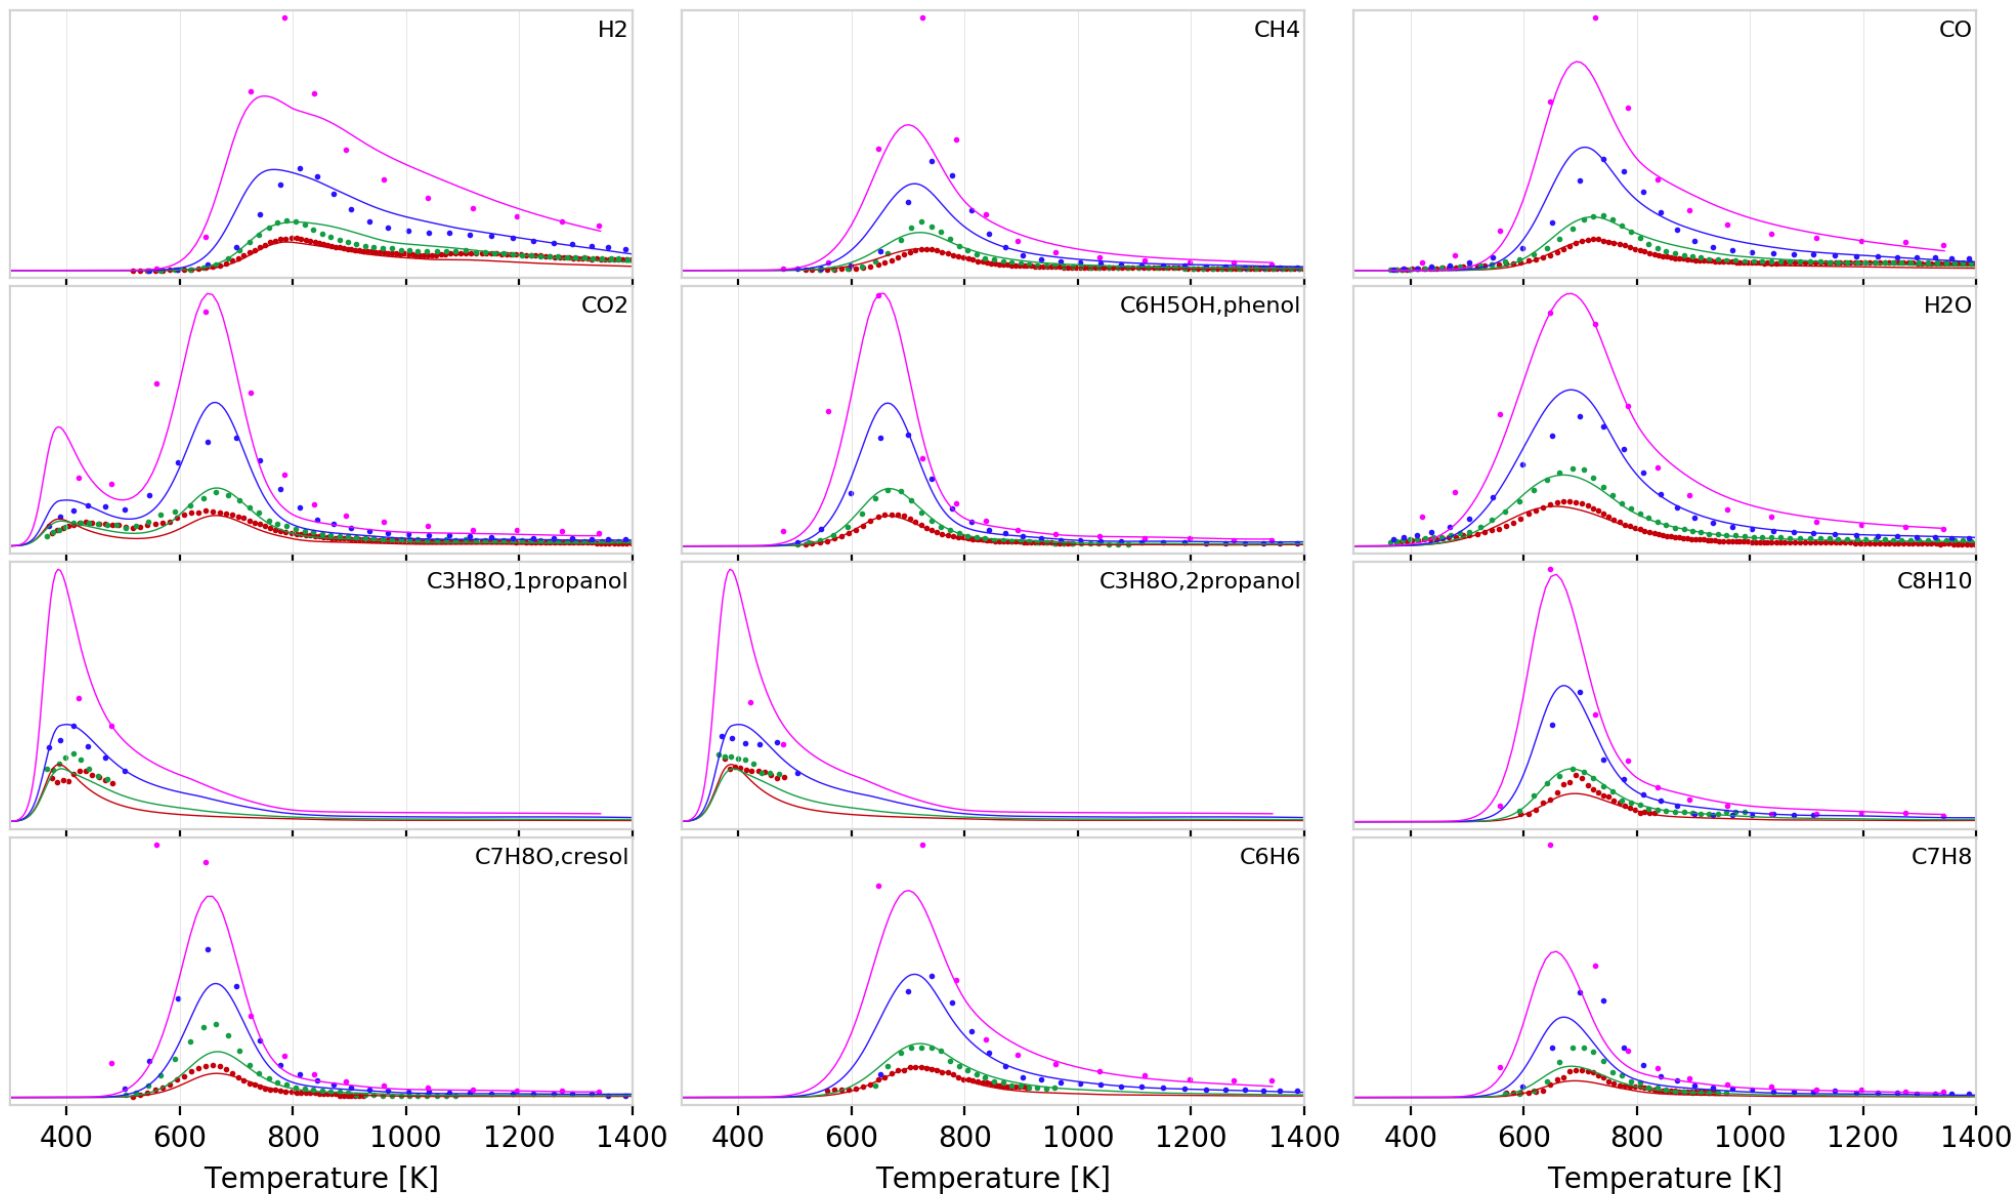 H2
CH4
CO
CO2
C6H5OH,phenol
H2O
C3H8O,1propanol
C3H8O,2propanol
C8H10
C7H8O,cresol
C6H6
C7H8
400 600 800 1000 1200 1400
400 600 800 1000 1200 1400
400 600 800 1000 1200 1400
Temperature [K]
Temperature [K]
Temperature [K]